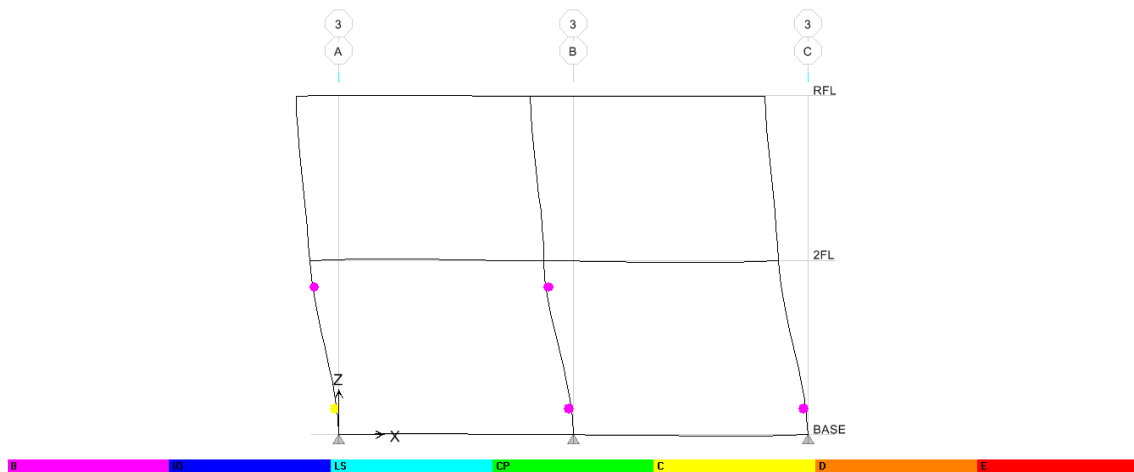 3 3 3
A B C
RFL
2FL
Z
X
BASE
B IO LS CP C D E